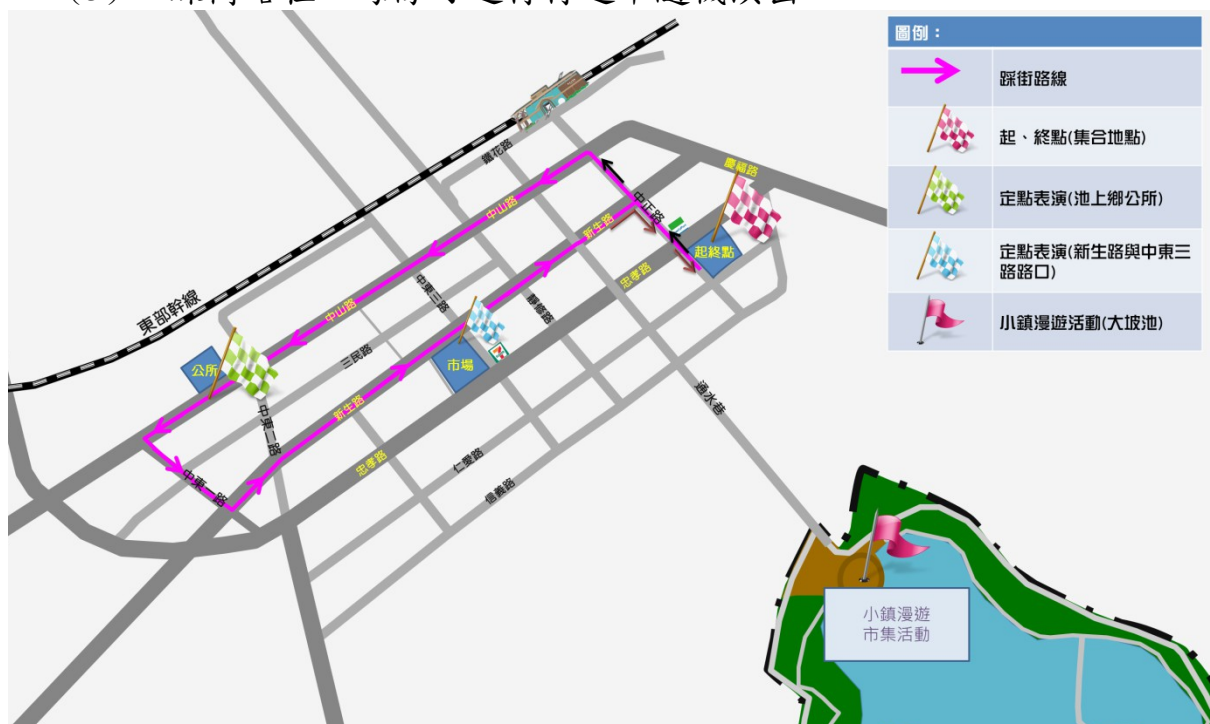 圖例：
踩街路線
起、終點(集合地點)
定點表演(池上鄉公所)
定點表演(新生路與中東三
路路口)
小鎮漫遊活動(大坡池)
鐵花路
慶福路
中山路
中正路
新生路
起終點
忠孝路
東部幹線
中東三路
靜修路
中山路
三民路
公所
市場
通水巷
新生路
中東二路
忠孝路
仁愛路
信義路
中東一路
小鎮漫遊
市集活動